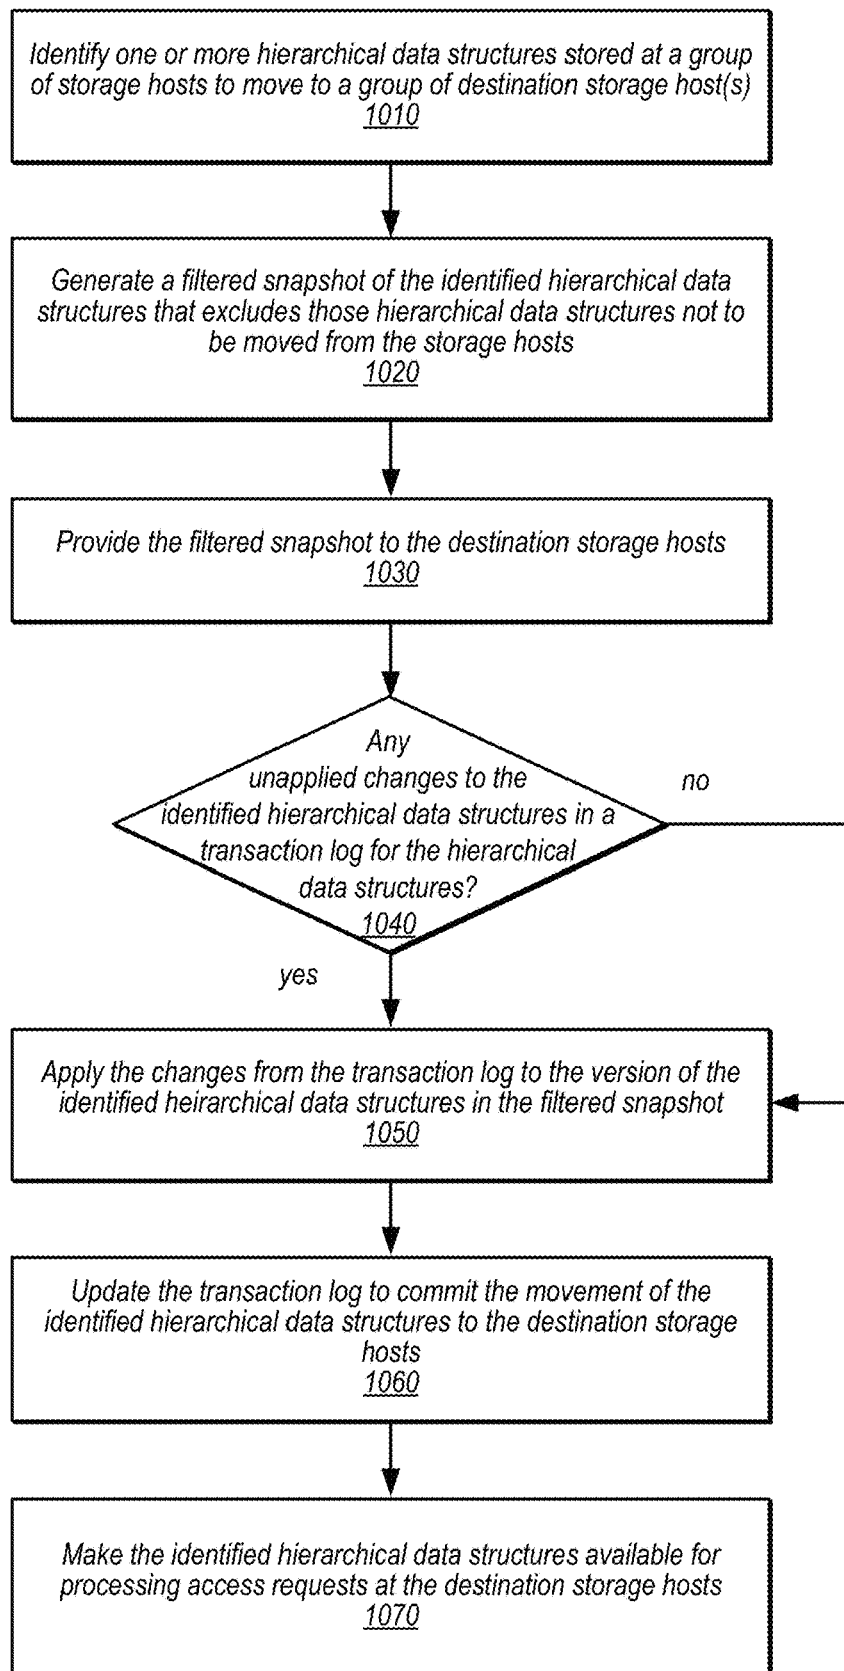 Identify one or more hierarchical data structures stored at a group
of storage hosts to move to a group of destination storage host(s)
1010
Generate a filtered snapshot of the identified hierarchical data
structures that excludes those hierarchical data structures not to
be moved from the storage hosts
1020
Provide the filtered snapshot to the destination storage hosts
1030
Any
unapplied changes to the
identified hierarchical data structures in a
transaction log for the hierarchical
data structures?
1040
no
yes
Apply the changes from the transaction log to the version of the
identified heirarchical data structures in the filtered snapshot
1050
Update the transaction log to commit the movement of the
identified hierarchical data structures to the destination storage
hosts
1060
Make the identified hierarchical data structures available for
processing access requests at the destination storage hosts
1070